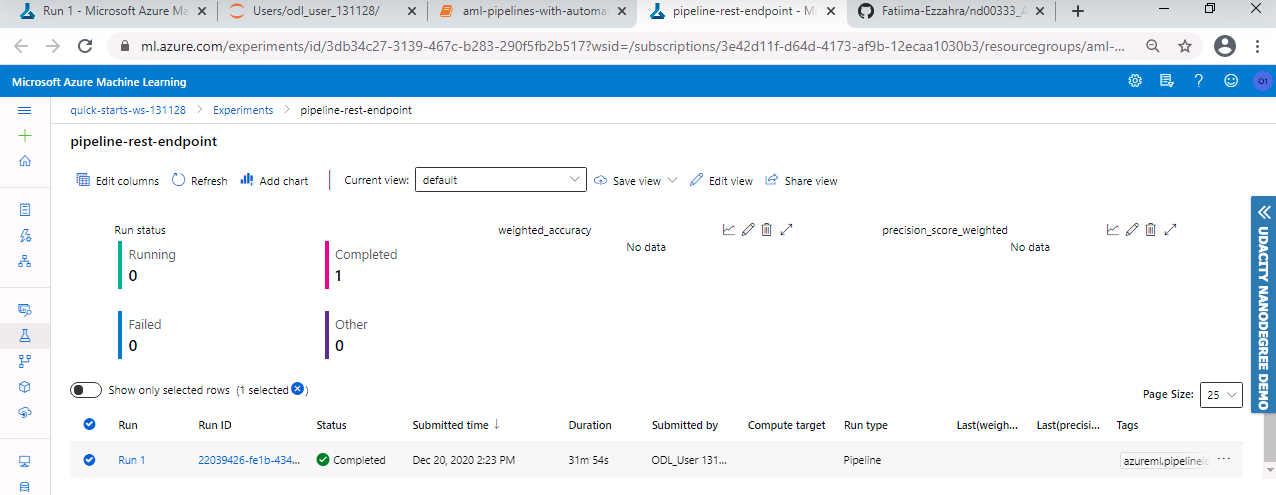 Run 1 - Microsoft Azure Ma
Users/odl_user_131128/
aml-pipelines-with-automa
pipeline-rest-endpoint - Mi
Fatiima-Ezzahra/nd00333_A
ml.azure.com/experiments/id/3db34c27-3139-467c-b283-290f5fb2b517?wsid=/subscriptions/3e42d11f-d64d-4173-af9b-12ecaa1030b3/resourcegroups/aml-...
Microsoft Azure Machine Learning
O1
quick-starts-ws-131128 > Experiments > pipeline-rest-endpoint
pipeline-rest-endpoint
Edit columns Refresh Add chart Current view: default Save view Edit view Share view
Run status
Running
0
Completed
1
Failed
0
Other
0
weighted_accuracy
No data
precision_score_weighted
No data
UDACITY NANODEGREE DEMO
Show only selected rows (1 selected )
Page Size: 25
Run Run ID Status Submitted time ↓ Duration Submitted by Compute target Run type Last(weigh... Last(precisi... Tags
Run 1 22039426-fe1b-434... Completed Dec 20, 2020 2:23 PM 31m 54s ODL_User 131... Pipeline azureml.pipelineid ...